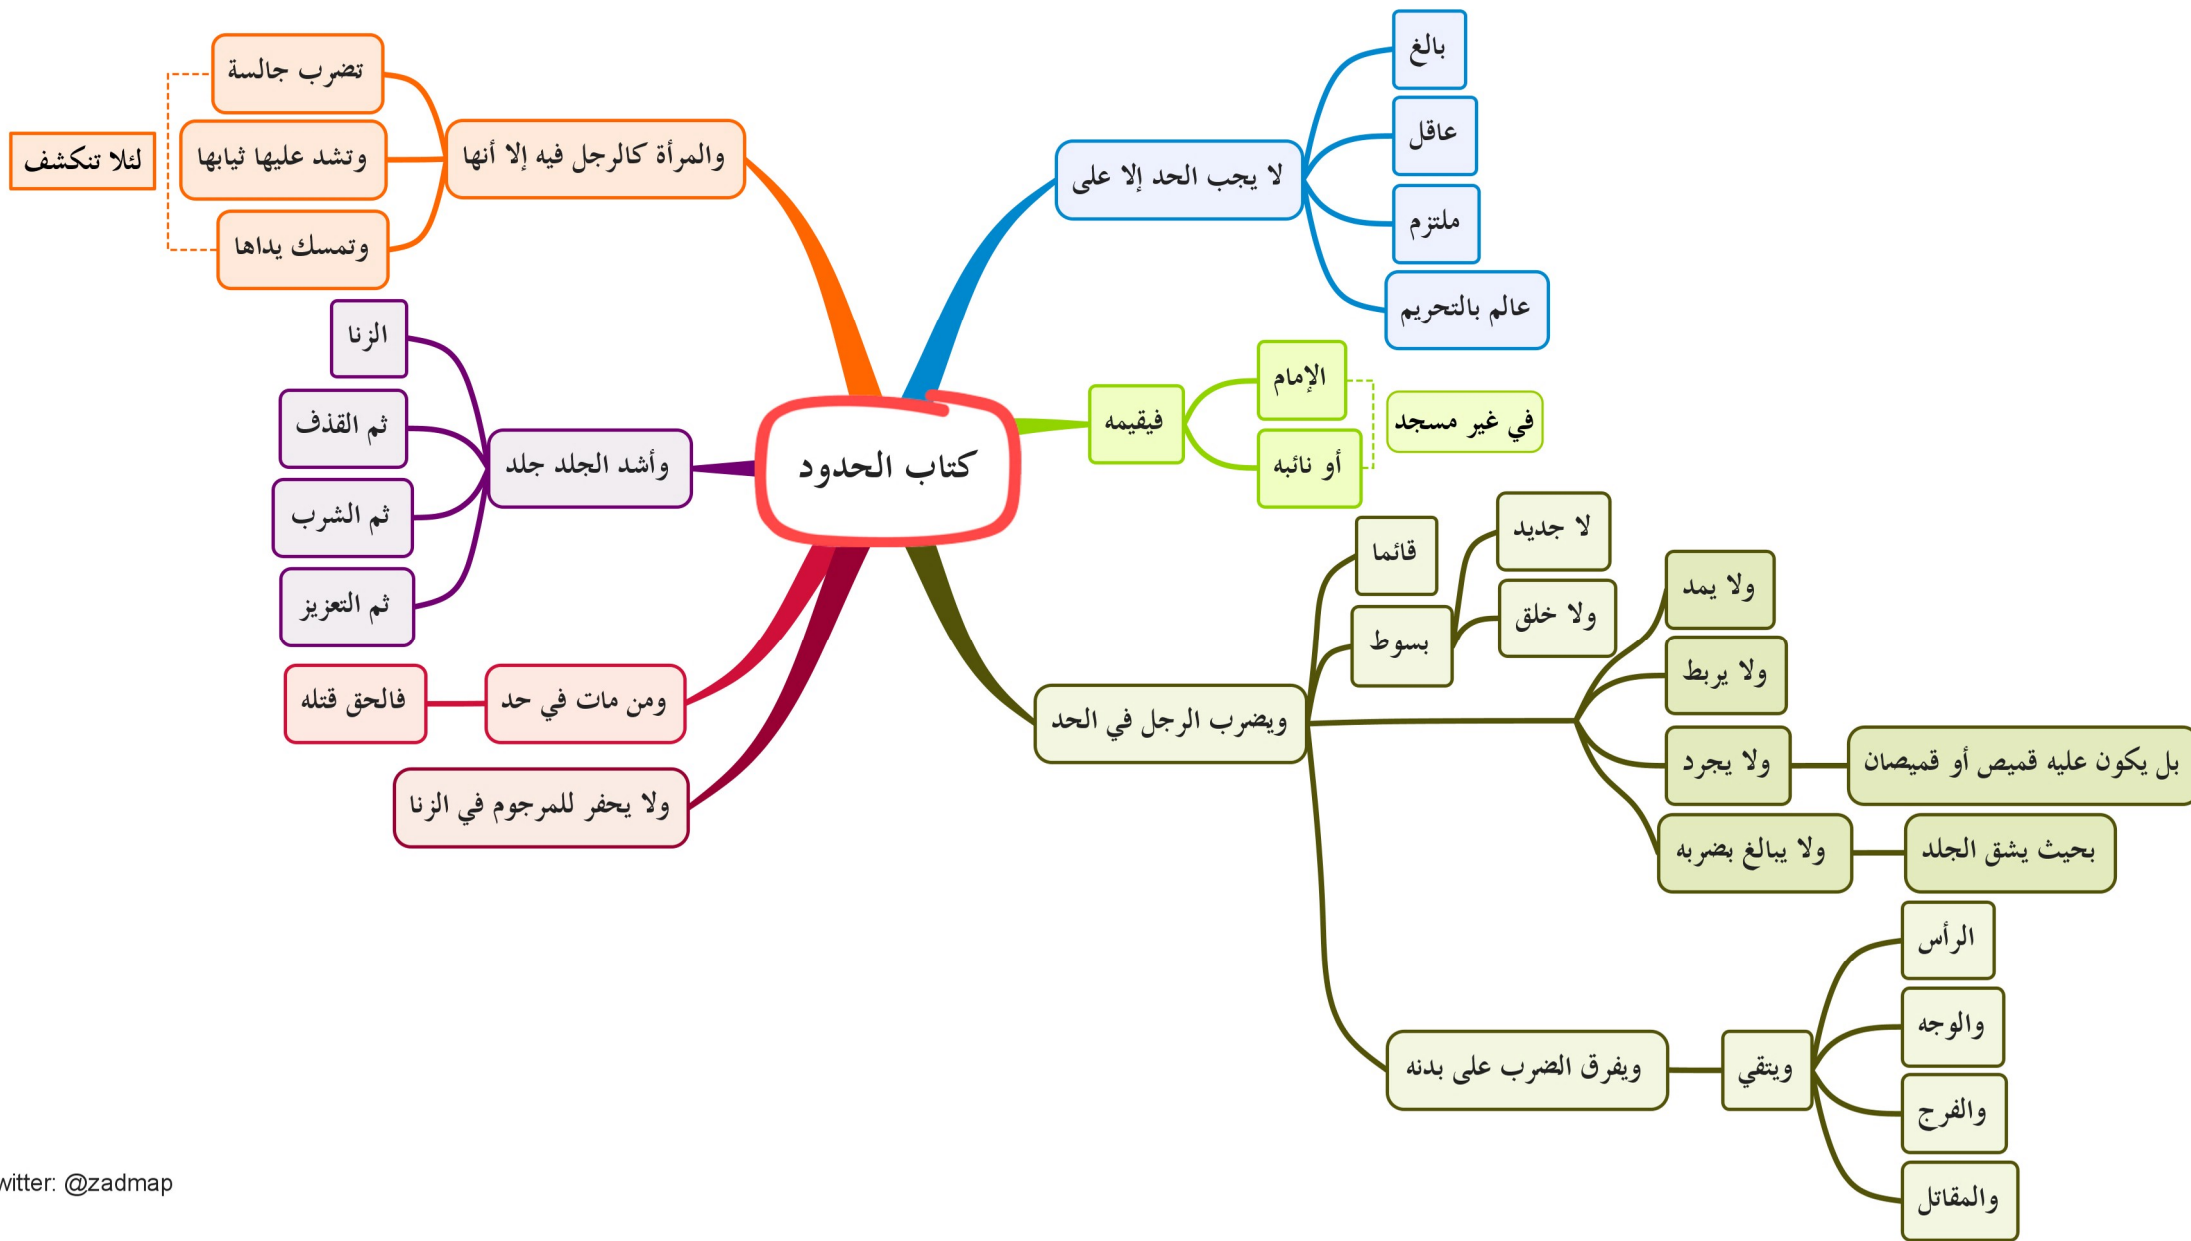 كتاب الحدود
لا يجب الحد إلا على
بالغ
عاقل
ملتزم
عالم بالتحريم
فيقيمه
الإمام
أو نائبه
في غير مسجد
ويضرب الرجل في الحد
قائما
بسوط
لا جديد
ولا خلق
ولا يمد
ولا يربط
ولا يجرد
بل يكون عليه قميص أو قميصان
ولا يبالغ بضربه
بحيث يشق الجلد
ويفرق الضرب على بدنه
ويتقي
الرأس
والوجه
والفرج
والمقاتل
والمرأة كالرجل فيه إلا أنها
تضرب جالسة
وتشد عليها ثيابها
وتمسك يداها
لئلا تنكشف
وأشد الجلد جلد
الزنا
ثم القذف
ثم الشرب
ثم التعزيز
ومن مات في حد
فالحق قتله
ولا يحفر للمرجوم في الزنا
witter: @zadmap